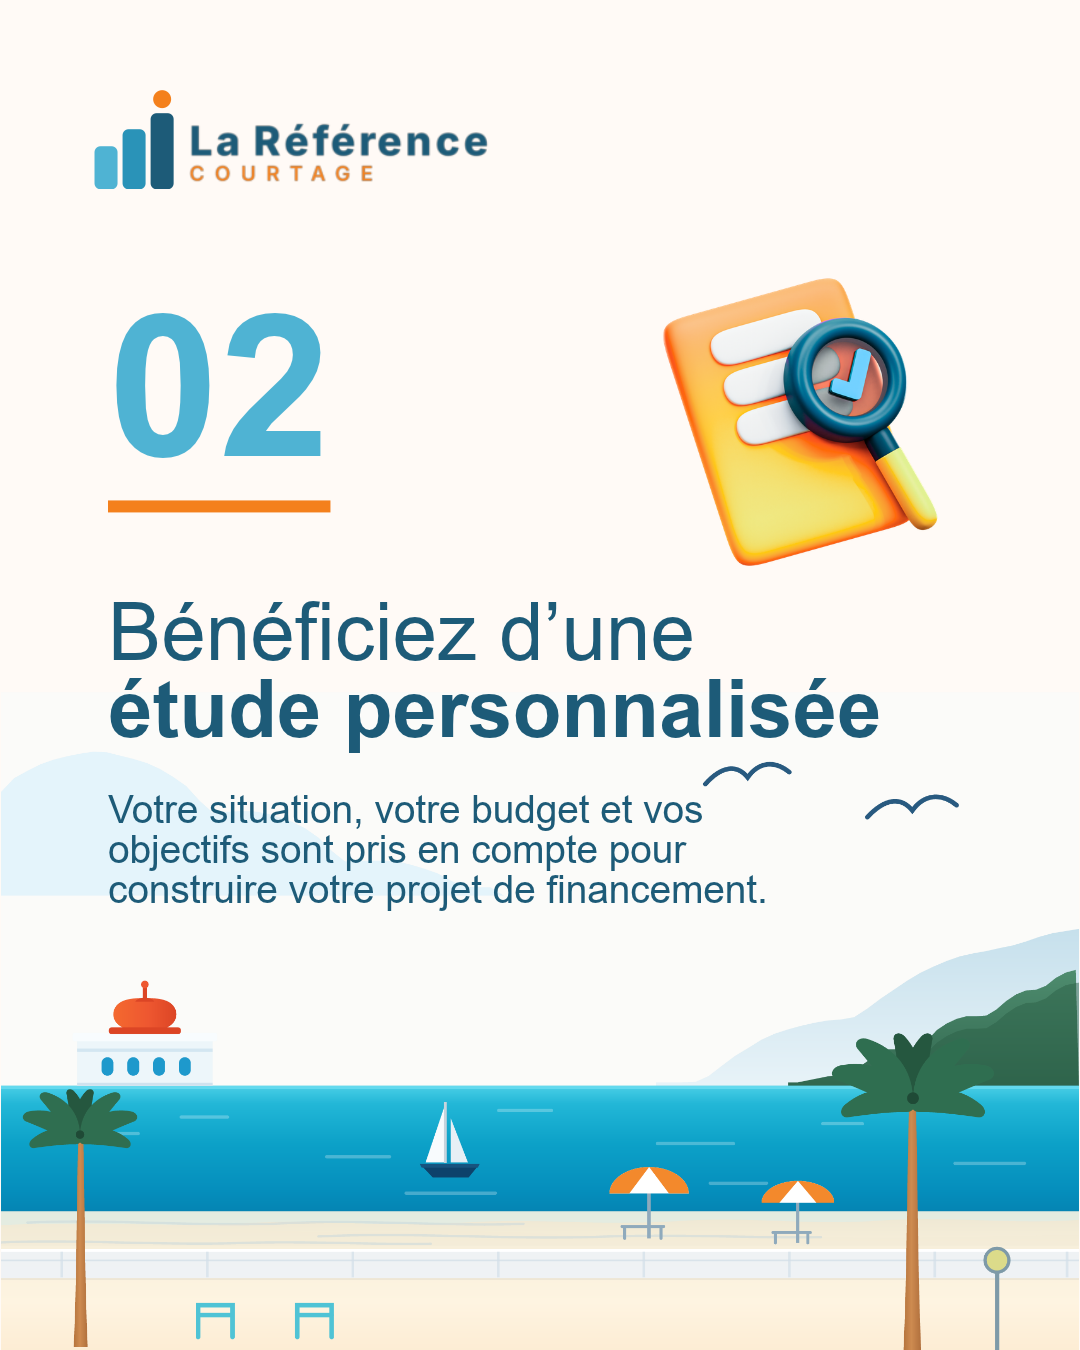 La Référence
COURTAGE
02
Bénéficiez d’une
étude personnalisée
Votre situation, votre budget et vos
objectifs sont pris en compte pour
construire votre projet de financement.